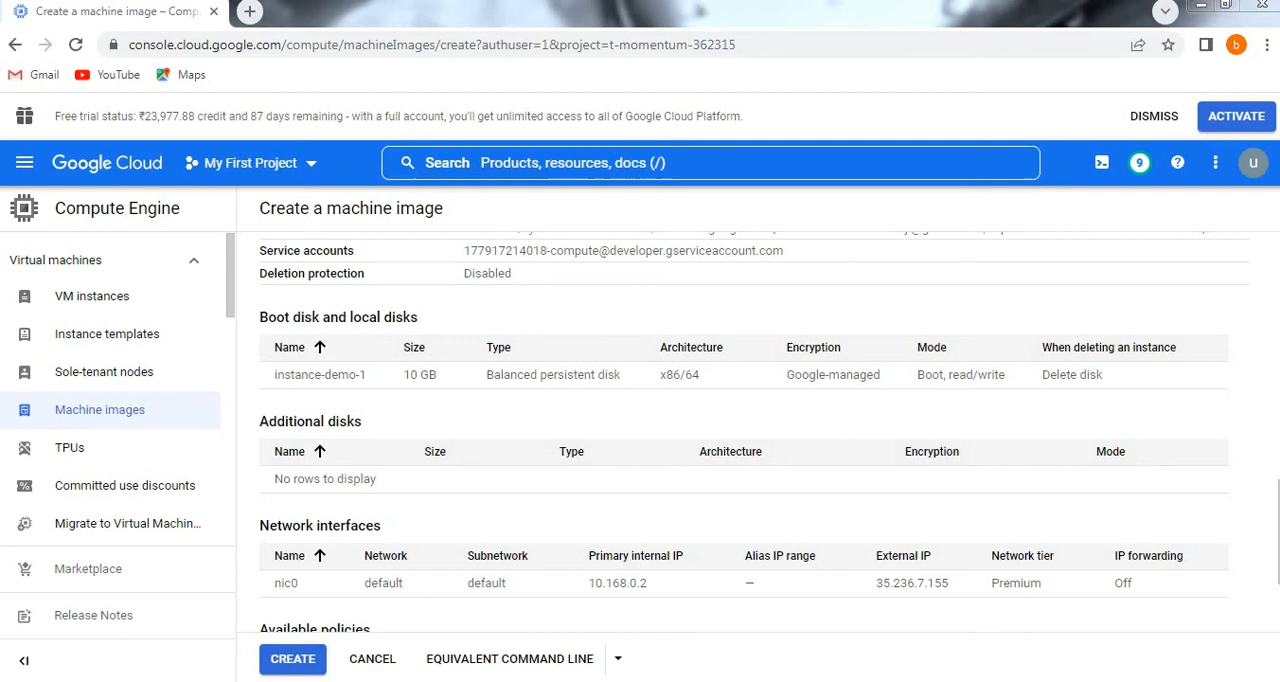 Create a machine image – Comp
console.cloud.google.com/compute/machineImages/create?authuser=1&project=t-momentum-362315
b
Gmail YouTube Maps
Free trial status: ₹23,977.88 credit and 87 days remaining - with a full account, you'll get unlimited access to all of Google Cloud Platform.
DISMISS ACTIVATE
Google Cloud My First Project Search Products, resources, docs (/) 9 U
Compute Engine
Create a machine image
Virtual machines
VM instances
Instance templates
Sole-tenant nodes
Machine images
TPUs
Committed use discounts
Migrate to Virtual Machin...
Marketplace
Release Notes
Service accounts 177917214018-compute@developer.gserviceaccount.com
Deletion protection Disabled
Boot disk and local disks
Name Size Type Architecture Encryption Mode When deleting an instance
instance-demo-1 10 GB Balanced persistent disk x86/64 Google-managed Boot, read/write Delete disk
Additional disks
Name Size Type Architecture Encryption Mode
No rows to display
Network interfaces
Name Network Subnetwork Primary internal IP Alias IP range External IP Network tier IP forwarding
nic0 default default 10.168.0.2 — 35.236.7.155 Premium Off
Available policies
CREATE CANCEL EQUIVALENT COMMAND LINE